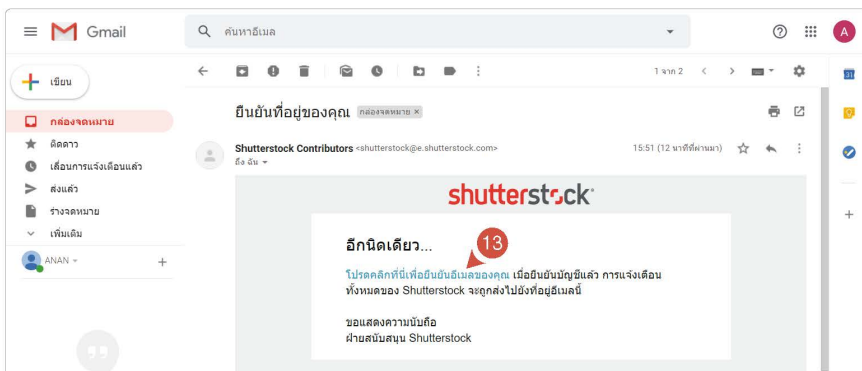 Gmail
ค้นหาอีเมล
A
เขียน
1 จาก 2
31
ยืนยันที่อยู่ของคุณ กล่องจดหมาย ×
กล่องจดหมาย
ติดดาว
เลื่อนการแจ้งเตือนแล้ว
ส่งแล้ว
ร่างจดหมาย
เพิ่มเติม
ANAN
Shutterstock Contributors <shutterstock@e.shutterstock.com>
15:51 (12 นาทีที่ผ่านมา)
ถึง ฉัน
shutterstock
อีกนิดเดียว...
13
โปรดคลิกที่นี่เพื่อยืนยันอีเมลของคุณ เมื่อยืนยันบัญชีแล้ว การแจ้งเตือน
ทั้งหมดของ Shutterstock จะถูกส่งไปยังที่อยู่อีเมลนี้
ขอแสดงความนับถือ
ฝ่ายสนับสนุน Shutterstock